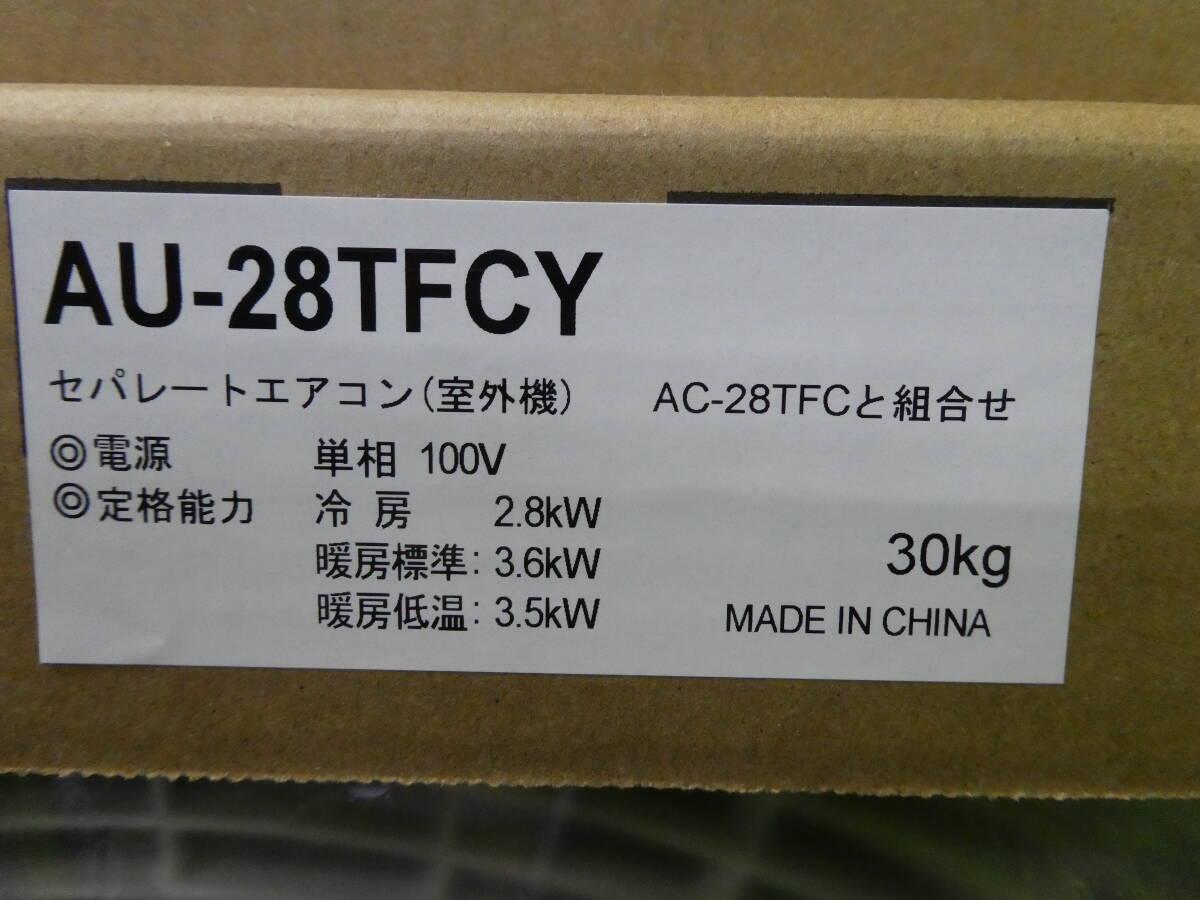 AU-28TFCY
セパレートエアコン(室外機) AC-28TFCと組合せ
◎電源 単相 100V
◎定格能力 冷房 2.8kW
暖房標準: 3.6kW
30kg
暖房低温: 3.5kW
MADE IN CHINA